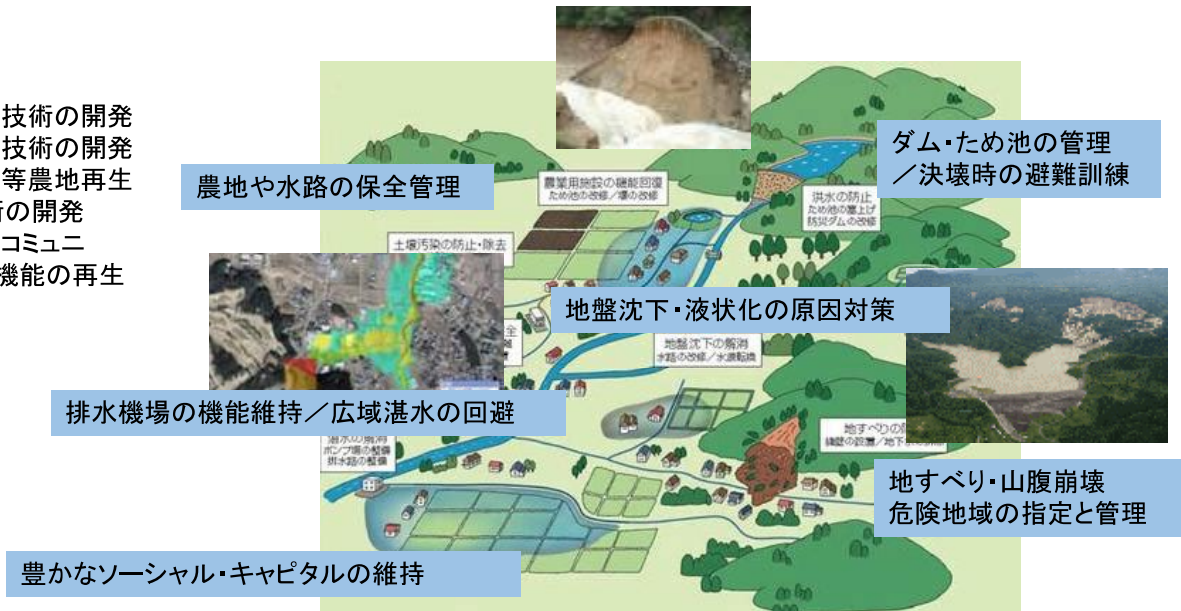 技術の開発
技術の開発
等農地再生
の開発
コミュニ
機能の再生
農地や水路の保全管理
ダム・ため池の管理
／決壊時の避難訓練
農業用施設の機能回復
ため池の改修／堰の改修
洪水の防止
ため池の嵩上げ
防災ダムの改修
土壌汚染の防止・除去
地盤沈下・液状化の原因対策
全
地盤沈下の解消
水路の改修／水源転換
排水機場の機能維持／広域湛水の回避
湛水の解消
ポンプ場の整備
排水路の整備
地すべりの防
擁壁の設置／地下
地すべり・山腹崩壊
危険地域の指定と管理
豊かなソーシャル・キャピタルの維持